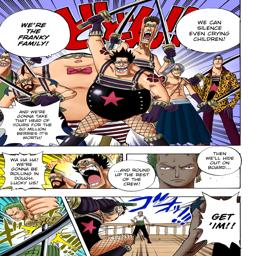 WE'RE
THE
FRANKY
FAMILY!
WE CAN
SILENCE
EVEN CRYING
CHILDREN!
AND WE'RE
GONNA TAKE
THAT HEAD OF
YOURS FOR THE
60 MILLION
BERRIES IT'S
WORTH!
...THEN
WE'LL HIDE
OUT ON
BOARD...
...AND ROUND
UP THE
REST OF
THE CREW!
WA HA HA!
WE'RE GONNA
BE ROLLING
IN DOUGH.
LUCKY US!
GET
'IM!!